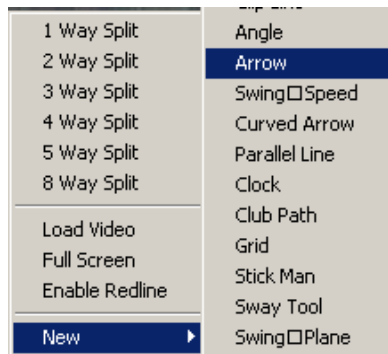 1 Way Split
2 Way Split
3 Way Split
4 Way Split
5 Way Split
8 Way Split
Load Video
Full Screen
Enable Redline
New
Angle
Arrow
Swing□Speed
Curved Arrow
Parallel Line
Clock
Club Path
Grid
Stick Man
Sway Tool
Swing□Plane